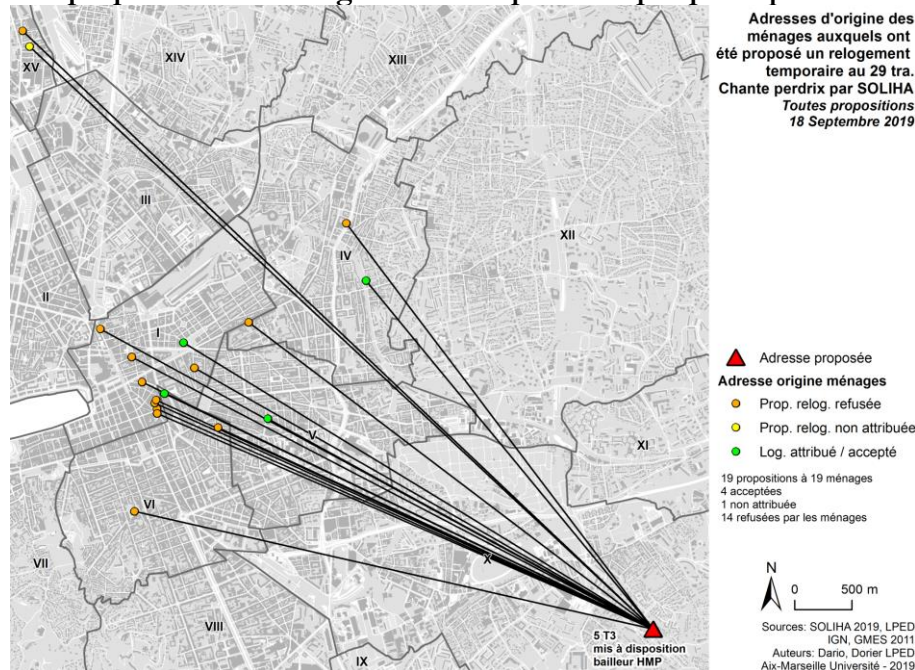 Adresses d'origine des
ménages auxquels ont
été proposé un relogement
temporaire au 29 tra.
Chante perdrix par SOLIHA
Toutes propositions
18 Septembre 2019
XV
XIV
XIII
III
XII
IV
II
I
XI
V
VI
VII
X
VIII
IX
5 T3
mis à disposition
bailleur HMP
Adresse proposée
Adresse origine ménages
Prop. relog. refusée
Prop. relog. non attribuée
Log. attribué / accepté
19 propositions à 19 ménages
4 acceptées
1 non attribuée
14 refusées par les ménages
N
0 500 m
Sources: SOLIHA 2019, LPED
IGN, GMES 2011
Auteurs: Dario, Dorier LPED
Aix-Marseille Université - 2019